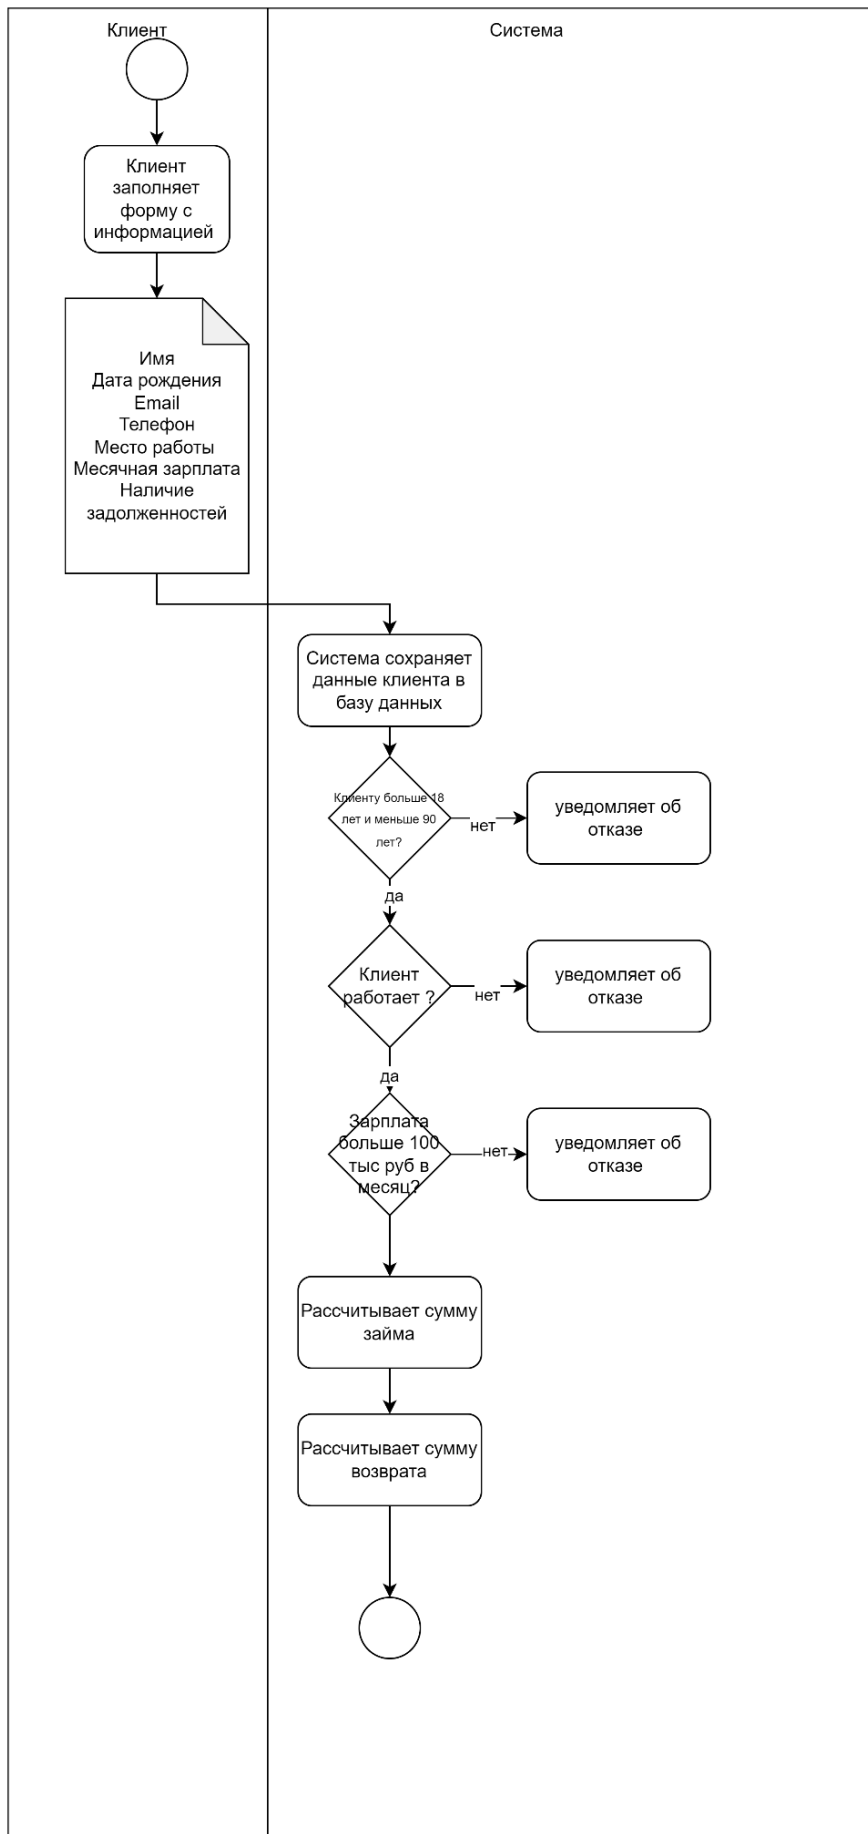 Клиент
Система
Клиент
заполняет
форму с
информацией
Имя
Дата рождения
Email
Телефон
Место работы
Месячная зарплата
Наличие
задолженностей
Система сохраняет
данные клиента в
базу данных
Клиенту больше 18
лет и меньше 90
лет?
нет
уведомляет об
отказе
да
Клиент
работает ?
нет
уведомляет об
отказе
да
Зарплата
больше 100
тыс руб в
месяц?
нет
уведомляет об
отказе
Рассчитывает сумму
займа
Рассчитывает сумму
возврата